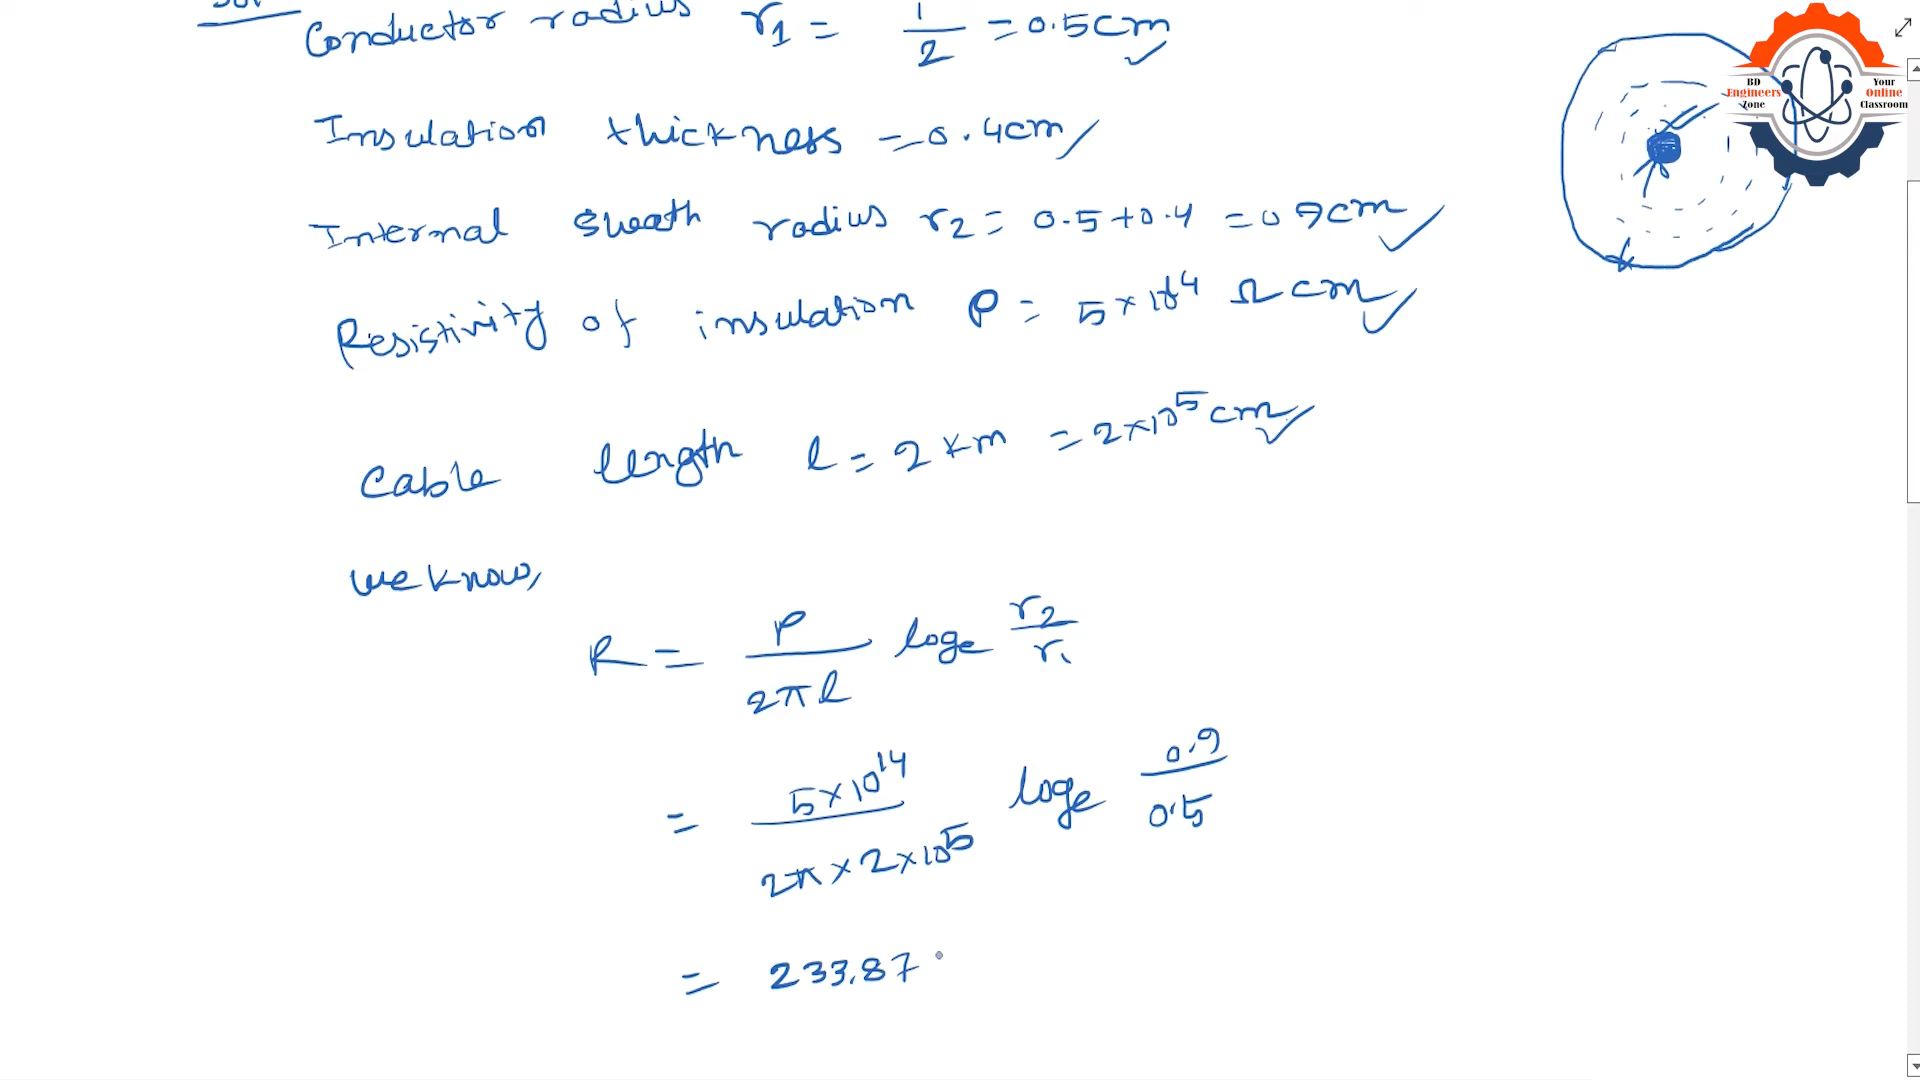 Conductor radius r1 = 1/2 = 0.5cm
Insulation thickness = 0.4cm
Internal sheath radius r2 = 0.5+0.4 = 0.9cm
Resistivity of insulation ρ = 5×10^14 Ωcm
Cable length l = 2 km = 2×10^5 cm
we know,
R = ρ/2πl loge r2/r1
= 5×10^14/2π×2×10^5 loge 0.9/0.5
= 233.87
BD Engineers Zone
Your Online Classroom